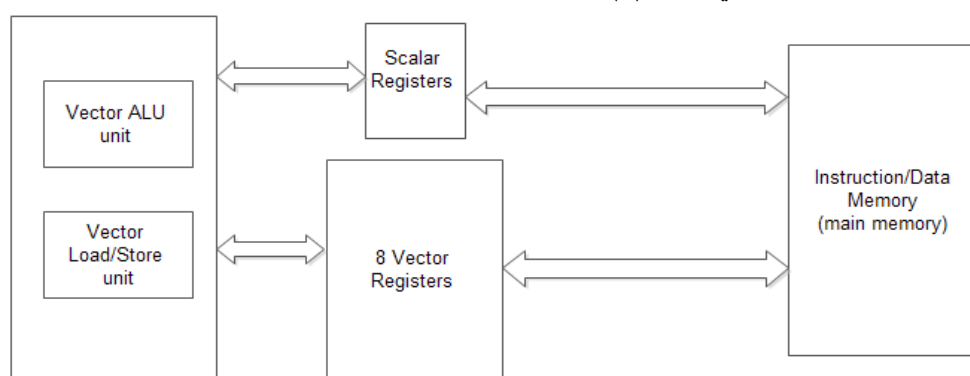 Scalar
Registers
Vector ALU
unit
Instruction/Data
Memory
(main memory)
Vector
Load/Store
unit
8 Vector
Registers